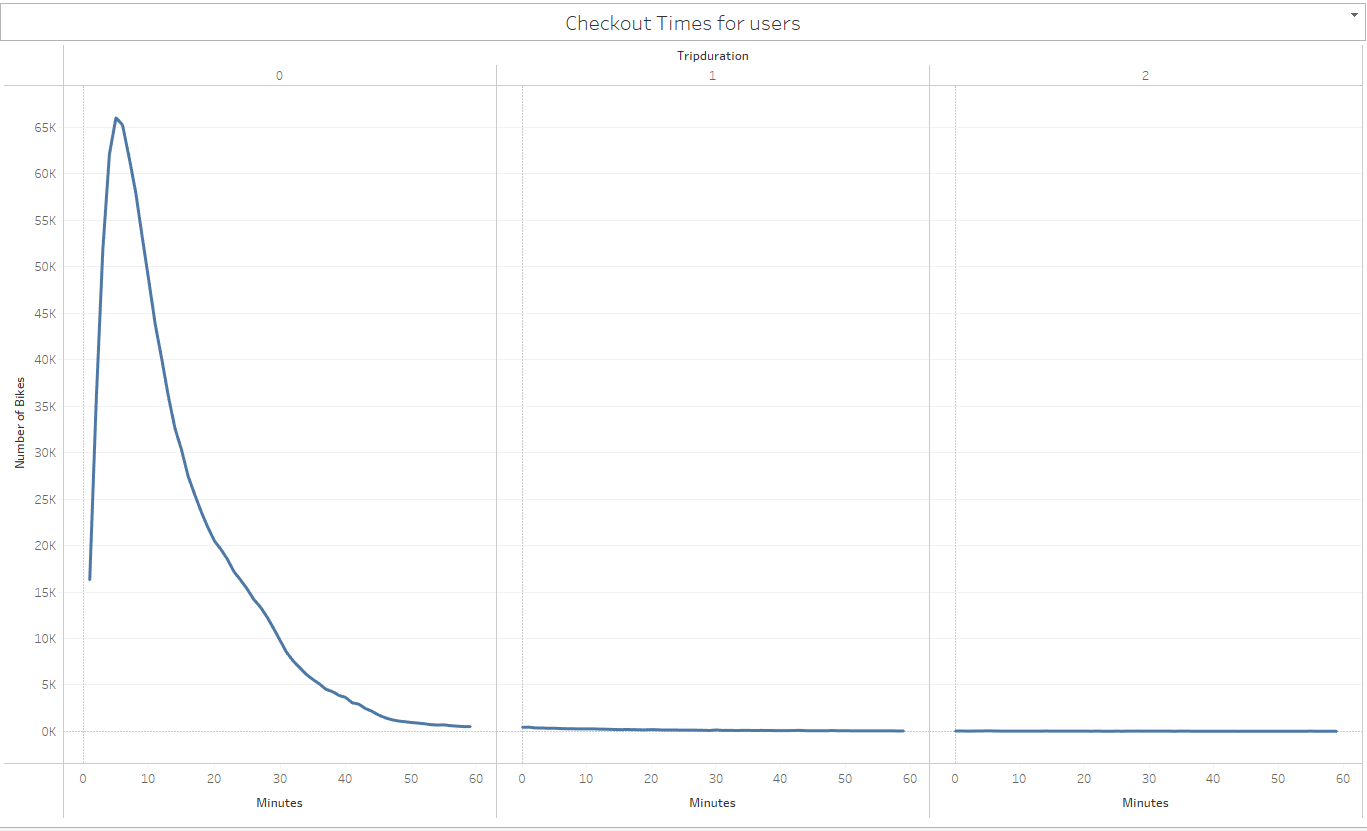 Checkout Times for users
Tripduration
0 1 2
65K
60K
55K
50K
45K
40K
35K
30K
25K
20K
15K
10K
5K
0K
Number of Bikes
0 10 20 30 40 50 60 0 10 20 30 40 50 60 0 10 20 30 40 50 60
Minutes Minutes Minutes